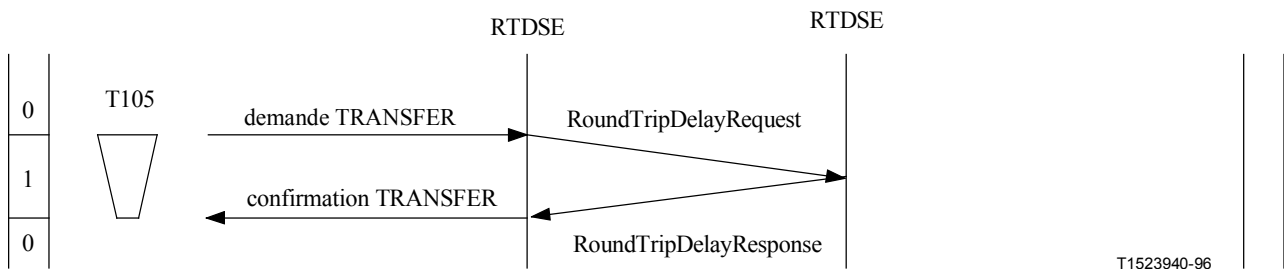 RTDSE
RTDSE
T105
0
demande TRANSFER
RoundTripDelayRequest
1
confirmation TRANSFER
0
RoundTripDelayResponse
T1523940-96